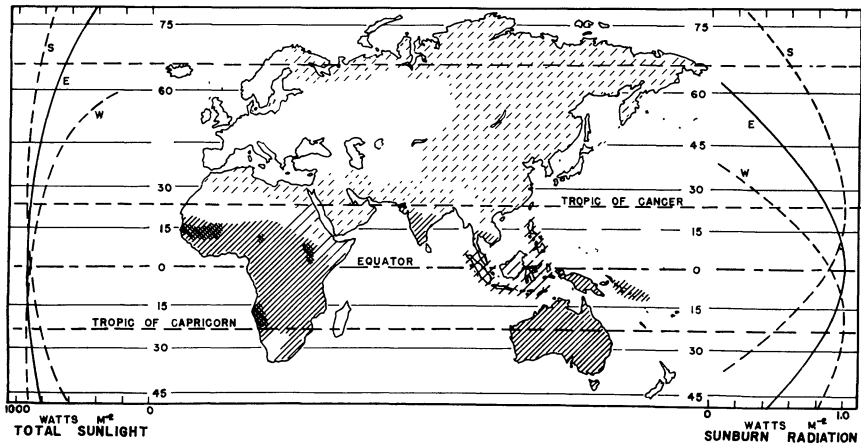 75 75
S S
E
60 60
W E
45
W
30 30
TROPIC OF CANCER
15 15
EQUATOR
0 0
15 15
TROPIC OF CAPRICORN
30 30
45 45
1000 0 0 1.0
WATTS M⁻² WATTS M⁻²
TOTAL SUNLIGHT SUNBURN RADIATION